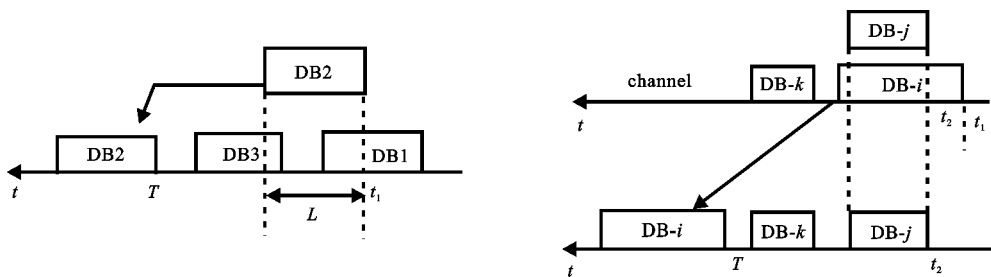 DB2
DB2
DB3
DB1
t
T
L
t₁
DB-j
channel
DB-k
DB-i
t
t₂
t₁
DB-i
DB-k
DB-j
t
T
t₂